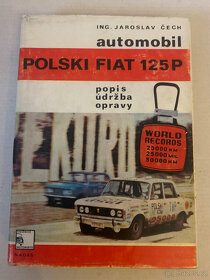 ING. JAROSLAV ČECH
automobil
POLSKI FIAT 125P
popis
údržba
opravy
WORLD
RECORDS
25000 KM
25000 MIL
50000 KM
NADAS